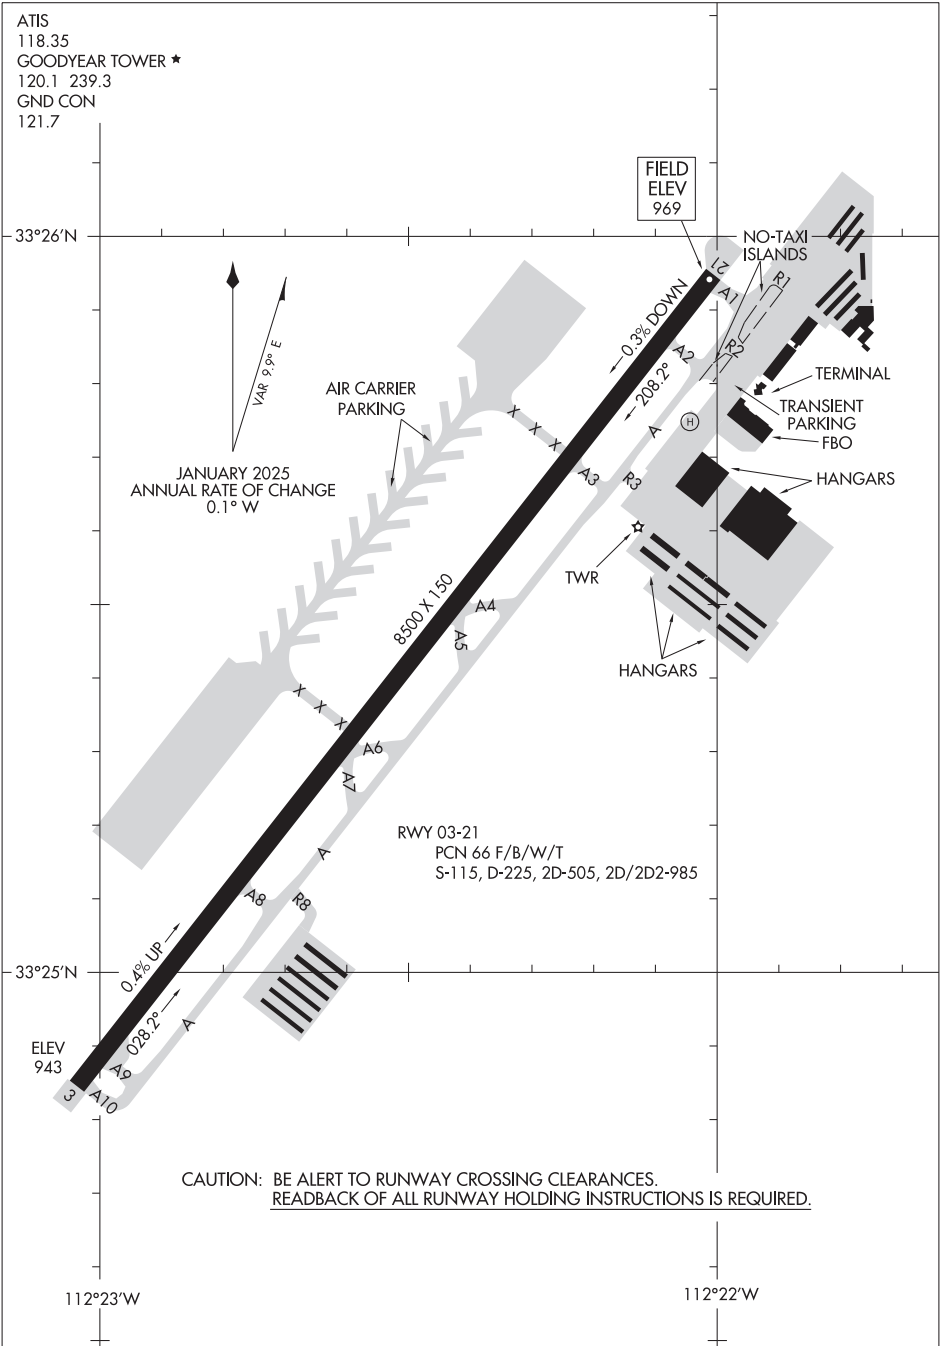 ATIS
118.35
GOODYEAR TOWER ★
120.1 239.3
GND CON
121.7
FIELD
ELEV
969
33°26'N
NO-TAXI
ISLANDS
21
A1
R1
0.3% DOWN
VAR 9.9° E
A2
R2
208.2°
AIR CARRIER
PARKING
TERMINAL
TRANSIENT
PARKING
FBO
X X X
A
H
JANUARY 2025
ANNUAL RATE OF CHANGE
0.1° W
A3
R3
HANGARS
TWR
8500 X 150
A4
A5
HANGARS
X X X
A6
A7
RWY 03-21
PCN 66 F/B/W/T
S-115, D-225, 2D-505, 2D/2D2-985
A
A8
R8
0.4% UP
33°25'N
028.2°
A
ELEV
943
A9
3
A10
CAUTION: BE ALERT TO RUNWAY CROSSING CLEARANCES.
READBACK OF ALL RUNWAY HOLDING INSTRUCTIONS IS REQUIRED.
112°23'W
112°22'W